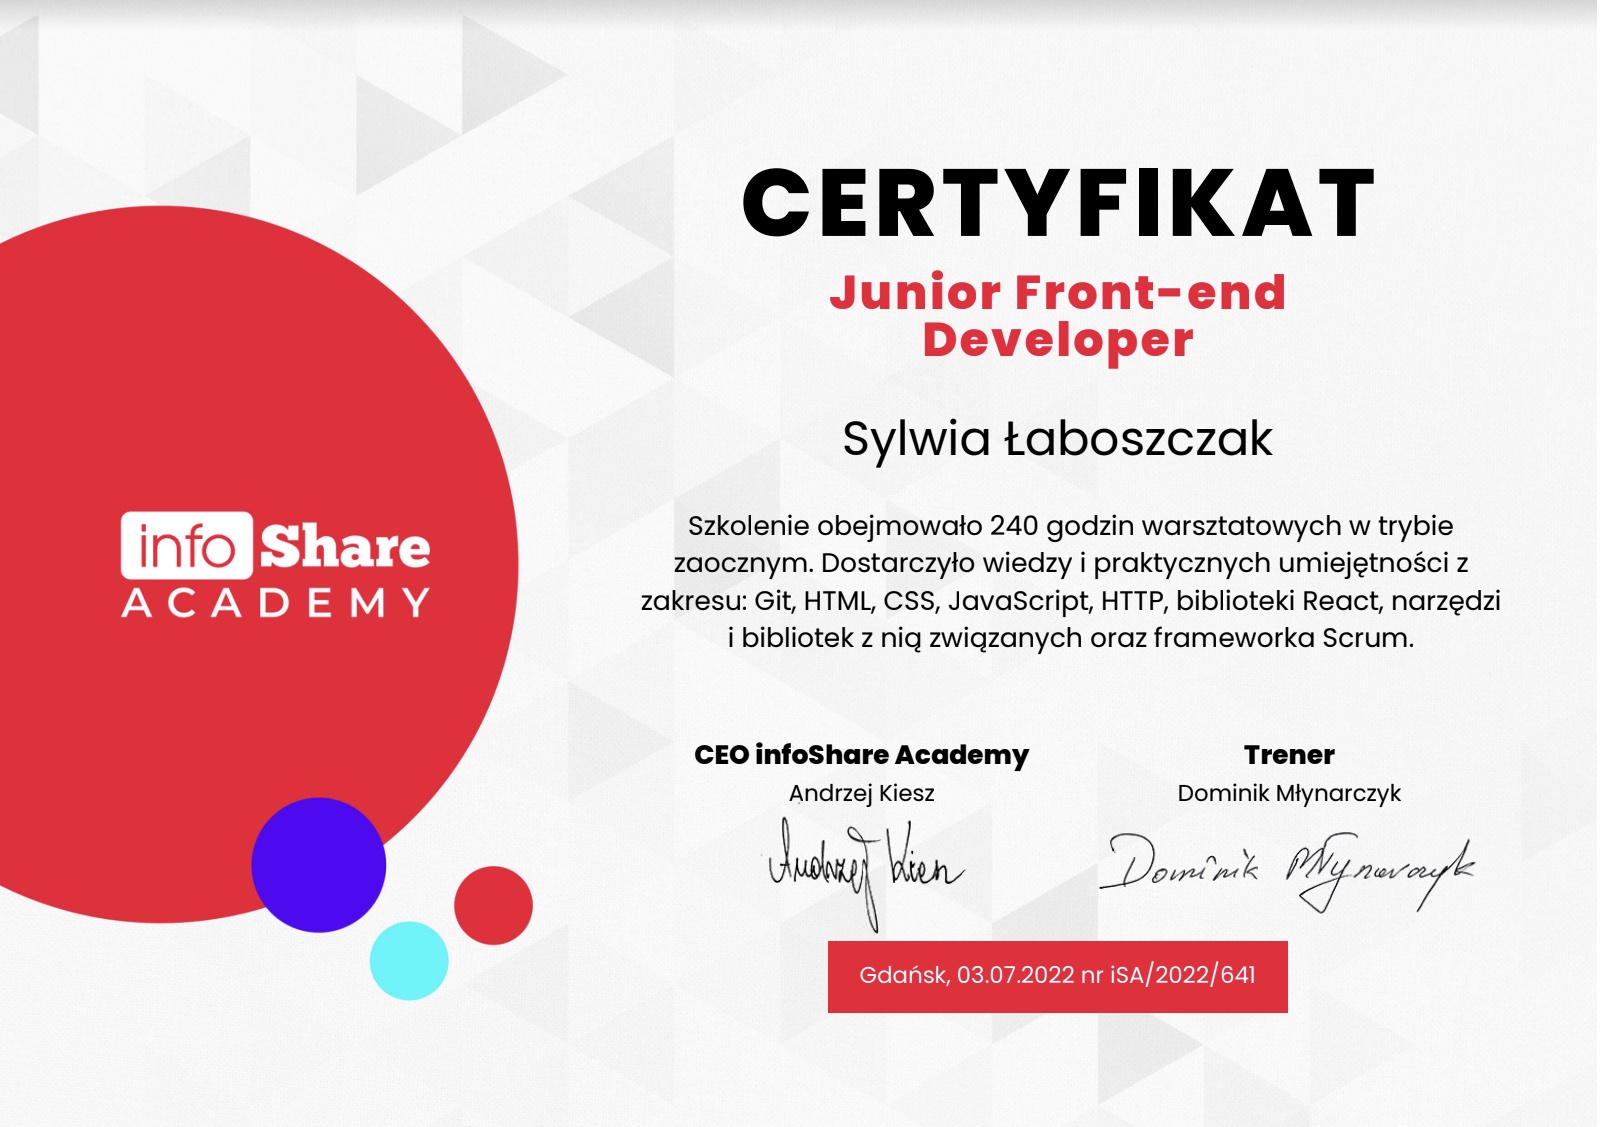 CERTYFIKAT
Junior Front-end
Developer
Sylwia Łaboszczak
info Share
ACADEMY
Szkolenie obejmowało 240 godzin warsztatowych w trybie
zaocznym. Dostarczyło wiedzy i praktycznych umiejętności z
zakresu: Git, HTML, CSS, JavaScript, HTTP, biblioteki React, narzędzi
i bibliotek z nią związanych oraz frameworka Scrum.
CEO infoShare Academy
Andrzej Kiesz
Andrzej Kiesz
Trener
Dominik Młynarczyk
Dominik Młynarczyk
Gdańsk, 03.07.2022 nr iSA/2022/641